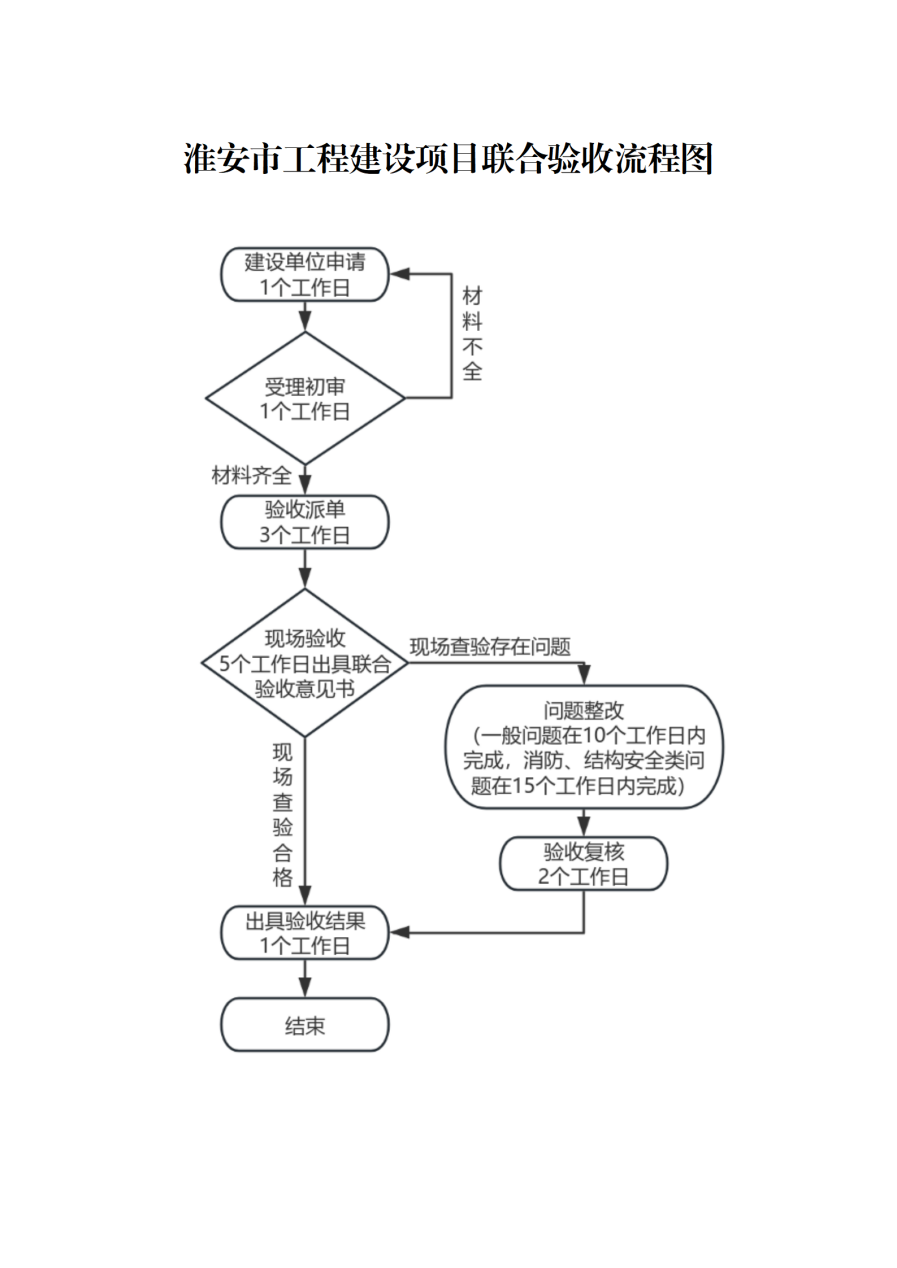 淮安市工程建设项目联合验收流程图
建设单位申请
1个工作日
材料不全
受理初审
1个工作日
材料齐全
验收派单
3个工作日
现场验收
5个工作日出具联合
验收意见书
现场查验存在问题
问题整改
（一般问题在10个工作日内
完成，消防、结构安全类问
题在15个工作日内完成）
现场查验合格
验收复核
2个工作日
出具验收结果
1个工作日
结束